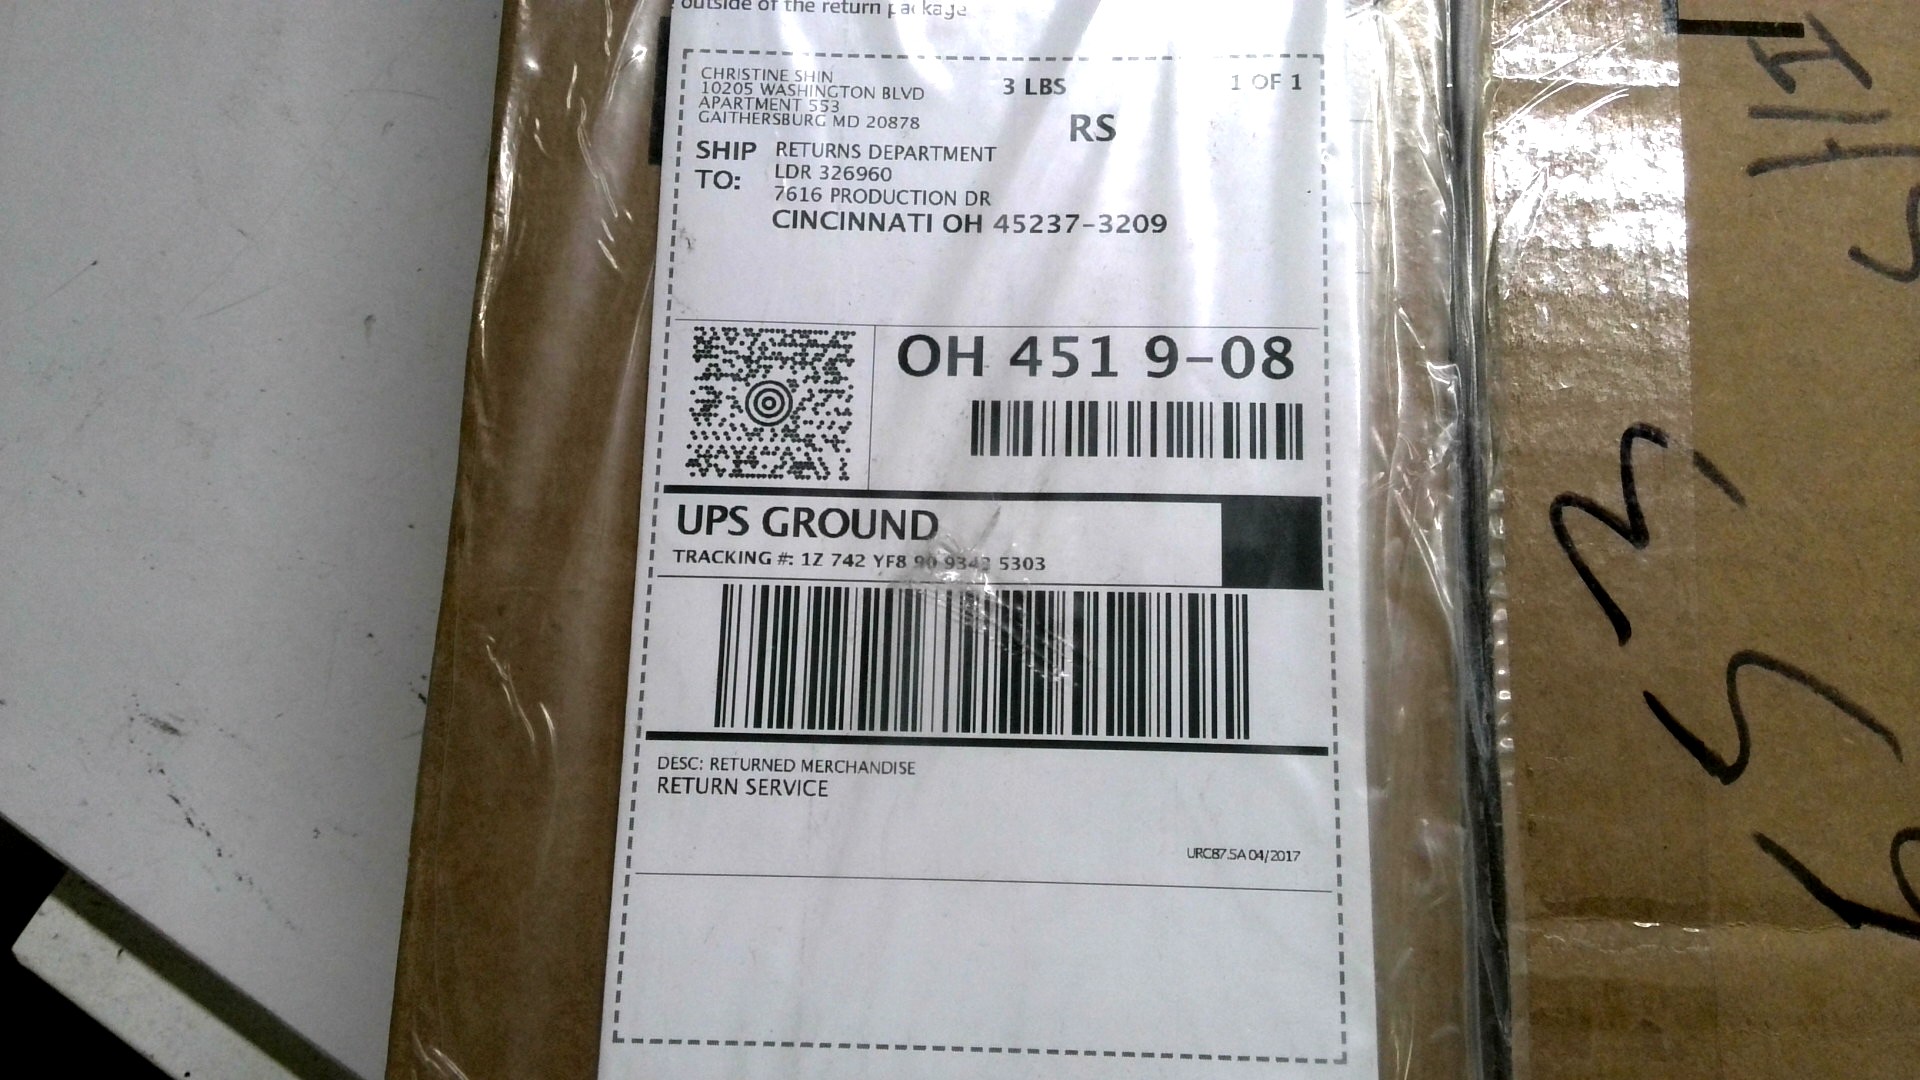 outside of the return package
CHRISTINE SHIN
10205 WASHINGTON BLVD
APARTMENT 553
GAITHERSBURG MD 20878
3 LBS
1 OF 1
RS
SHIP TO:
RETURNS DEPARTMENT
LDR 326960
7616 PRODUCTION DR
CINCINNATI OH 45237-3209
OH 451 9-08
UPS GROUND
TRACKING #: 1Z 742 YF8 90 5303
DESC: RETURNED MERCHANDISE
RETURN SERVICE
URC87.5A 04/2017